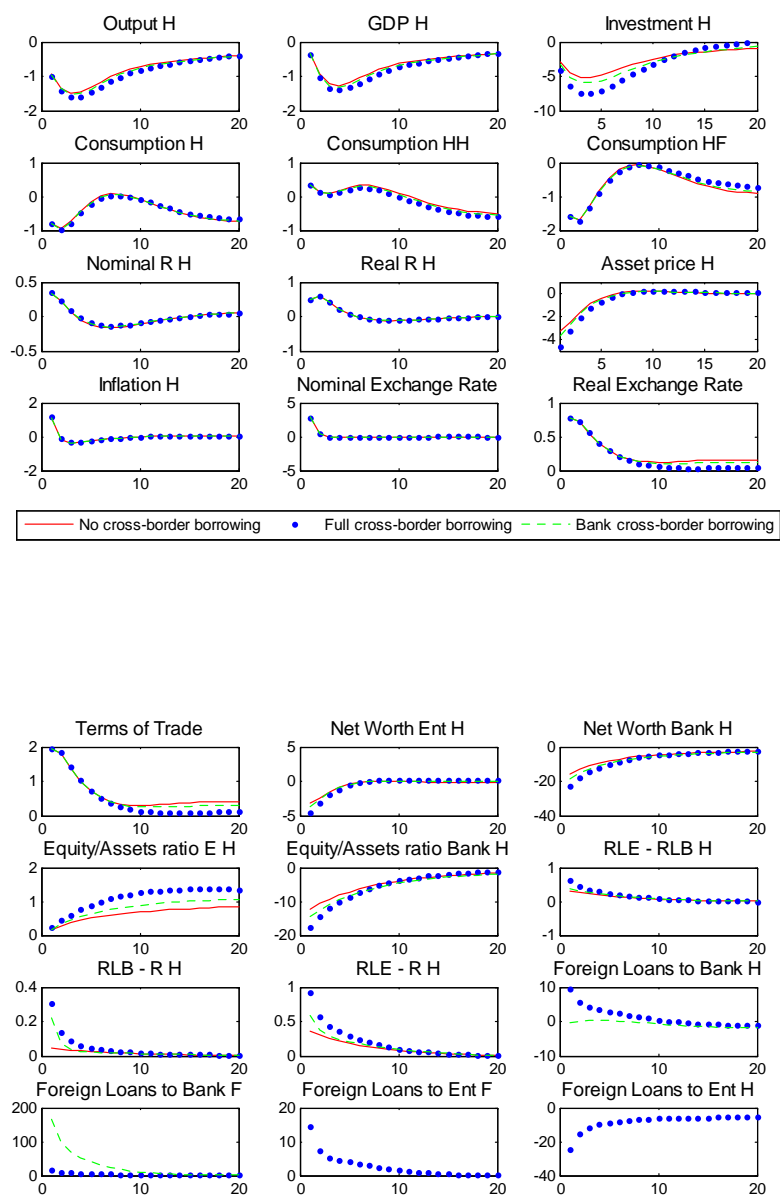 Output H GDP H Investment H
0 0 0
-1 -1 -5
-2 -2 -10
0 10 20 0 10 20 5 10 15 20
Consumption H Consumption HH Consumption HF
1 1 0
0 0 -1
-1 -1 -2
0 10 20 0 10 20 0 10 20
Nominal R H Real R H Asset price H
0.5 1 0
0 0 -2
-0.5 1 -4
0 10 20 0 10 20 5 10 15 20
Inflation H Nominal Exchange Rate Real Exchange Rate
2 5 1
0 0 0.5
-2 -5 0
0 10 20 0 10 20 0 10 20
No cross-border borrowing Full cross-border borrowing Bank cross-border borrowing
Terms of Trade Net Worth Ent H Net Worth Bank H
2 5 0
1 0 -20
0 -5 -40
0 10 20 0 10 20 0 10 20
Equity/Assets ratio E H Equity/Assets ratio Bank H RLE - RLB H
2 0 1
1 -10 0
0 -20 1
0 10 20 0 10 20 0 10 20
RLB - R H RLE - R H Foreign Loans to Bank H
0.4 1 10
0.2 0.5 0
0 0 -10
0 10 20 0 10 20 0 10 20
Foreign Loans to Bank F Foreign Loans to Ent F Foreign Loans to Ent H
200 20 0
100 10 -20
0 0 -40
0 10 20 0 10 20 0 10 20